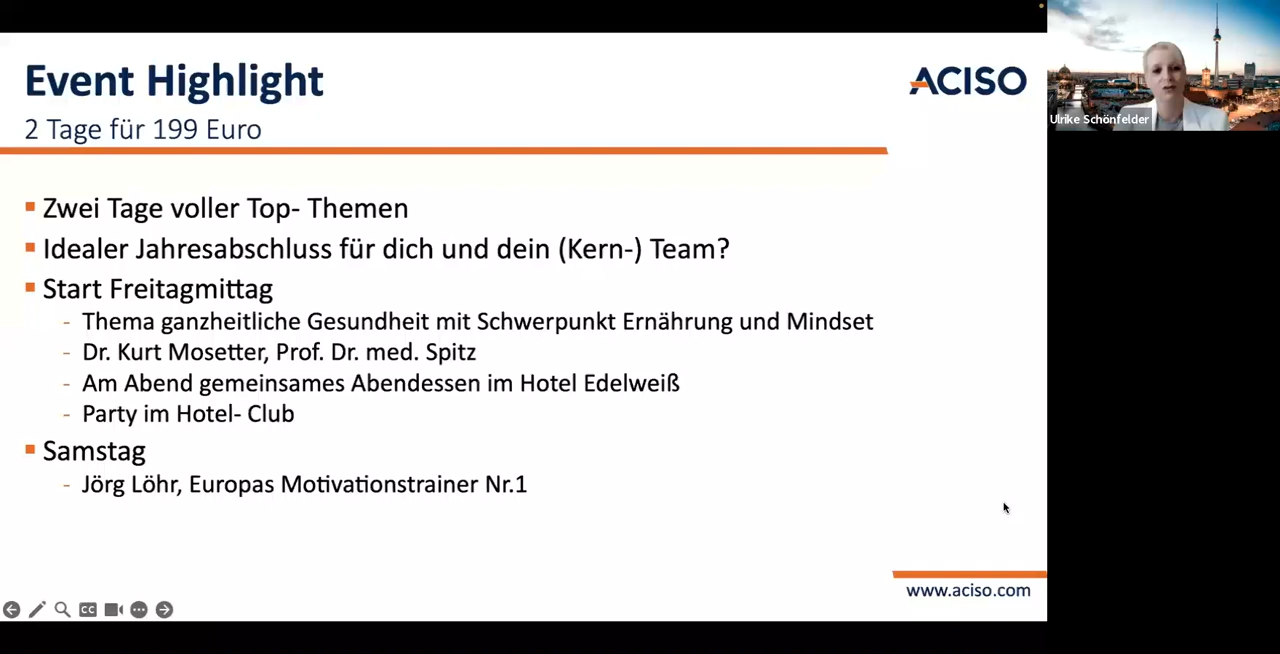 Event Highlight
2 Tage für 199 Euro
ACISO
Ulrike Schönfelder
Zwei Tage voller Top- Themen
Idealer Jahresabschluss für dich und dein (Kern-) Team?
Start Freitagmittag
- Thema ganzheitliche Gesundheit mit Schwerpunkt Ernährung und Mindset
- Dr. Kurt Mosetter, Prof. Dr. med. Spitz
- Am Abend gemeinsames Abendessen im Hotel Edelweiß
- Party im Hotel- Club
Samstag
- Jörg Löhr, Europas Motivationstrainer Nr.1
www.aciso.com
CC